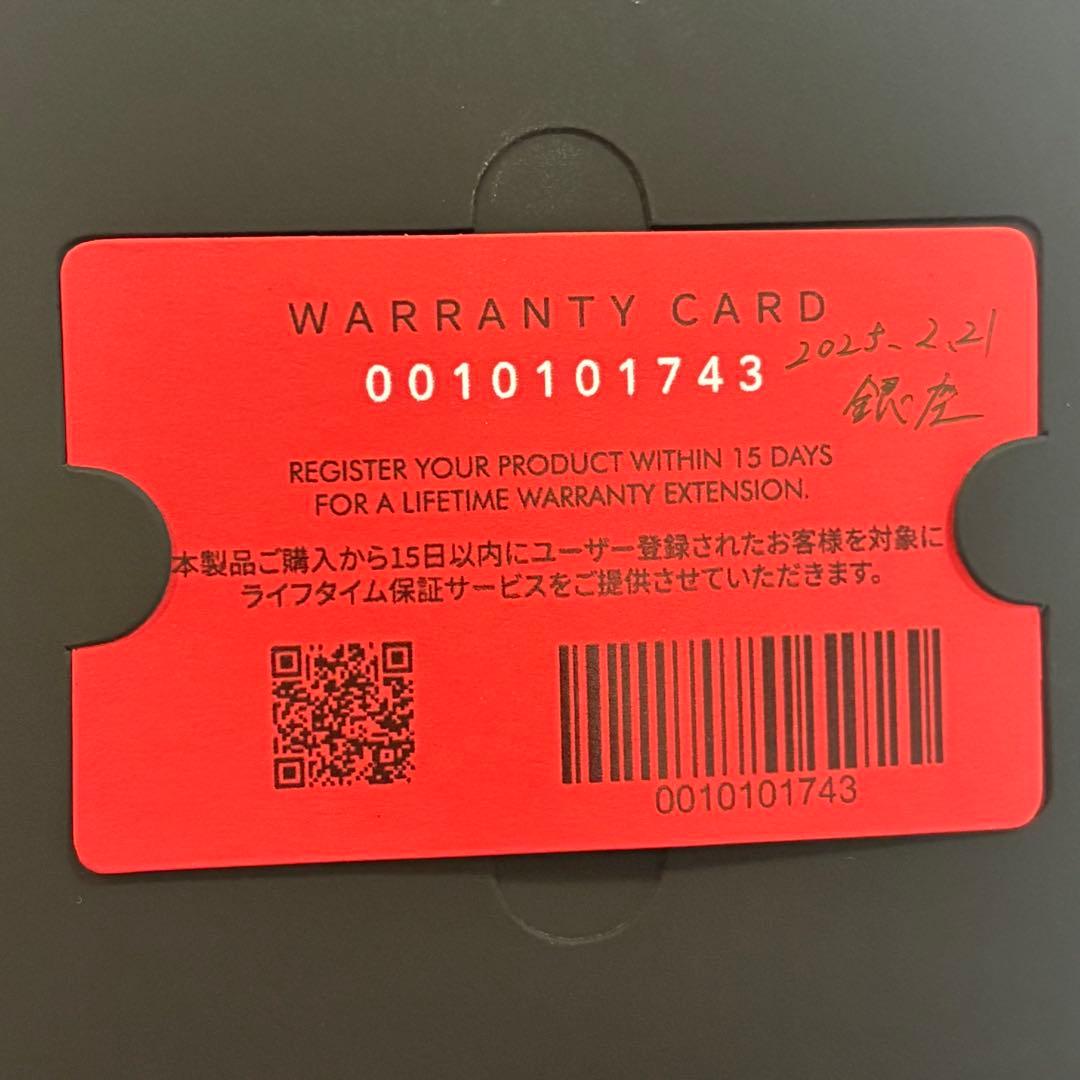 WARRANTY CARD
2025.2.21
0010101743
銀座
REGISTER YOUR PRODUCT WITHIN 15 DAYS
FOR A LIFETIME WARRANTY EXTENSION.
本製品ご購入から15日以内にユーザー登録されたお客様を対象に
ライフタイム保証サービスをご提供させていただきます。
0010101743